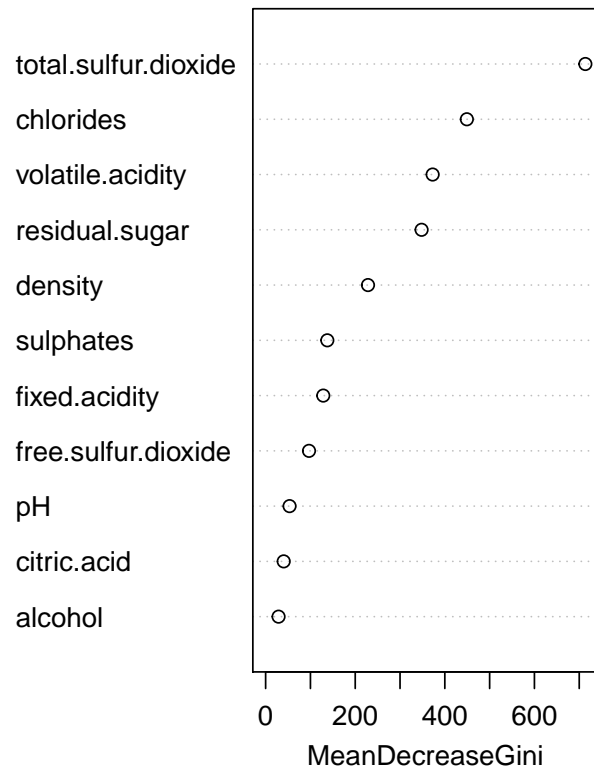 total.sulfur.dioxide
chlorides
volatile.acidity
residual.sugar
density
sulphates
fixed.acidity
free.sulfur.dioxide
pH
citric.acid
alcohol
0 200 400 600
MeanDecreaseGini